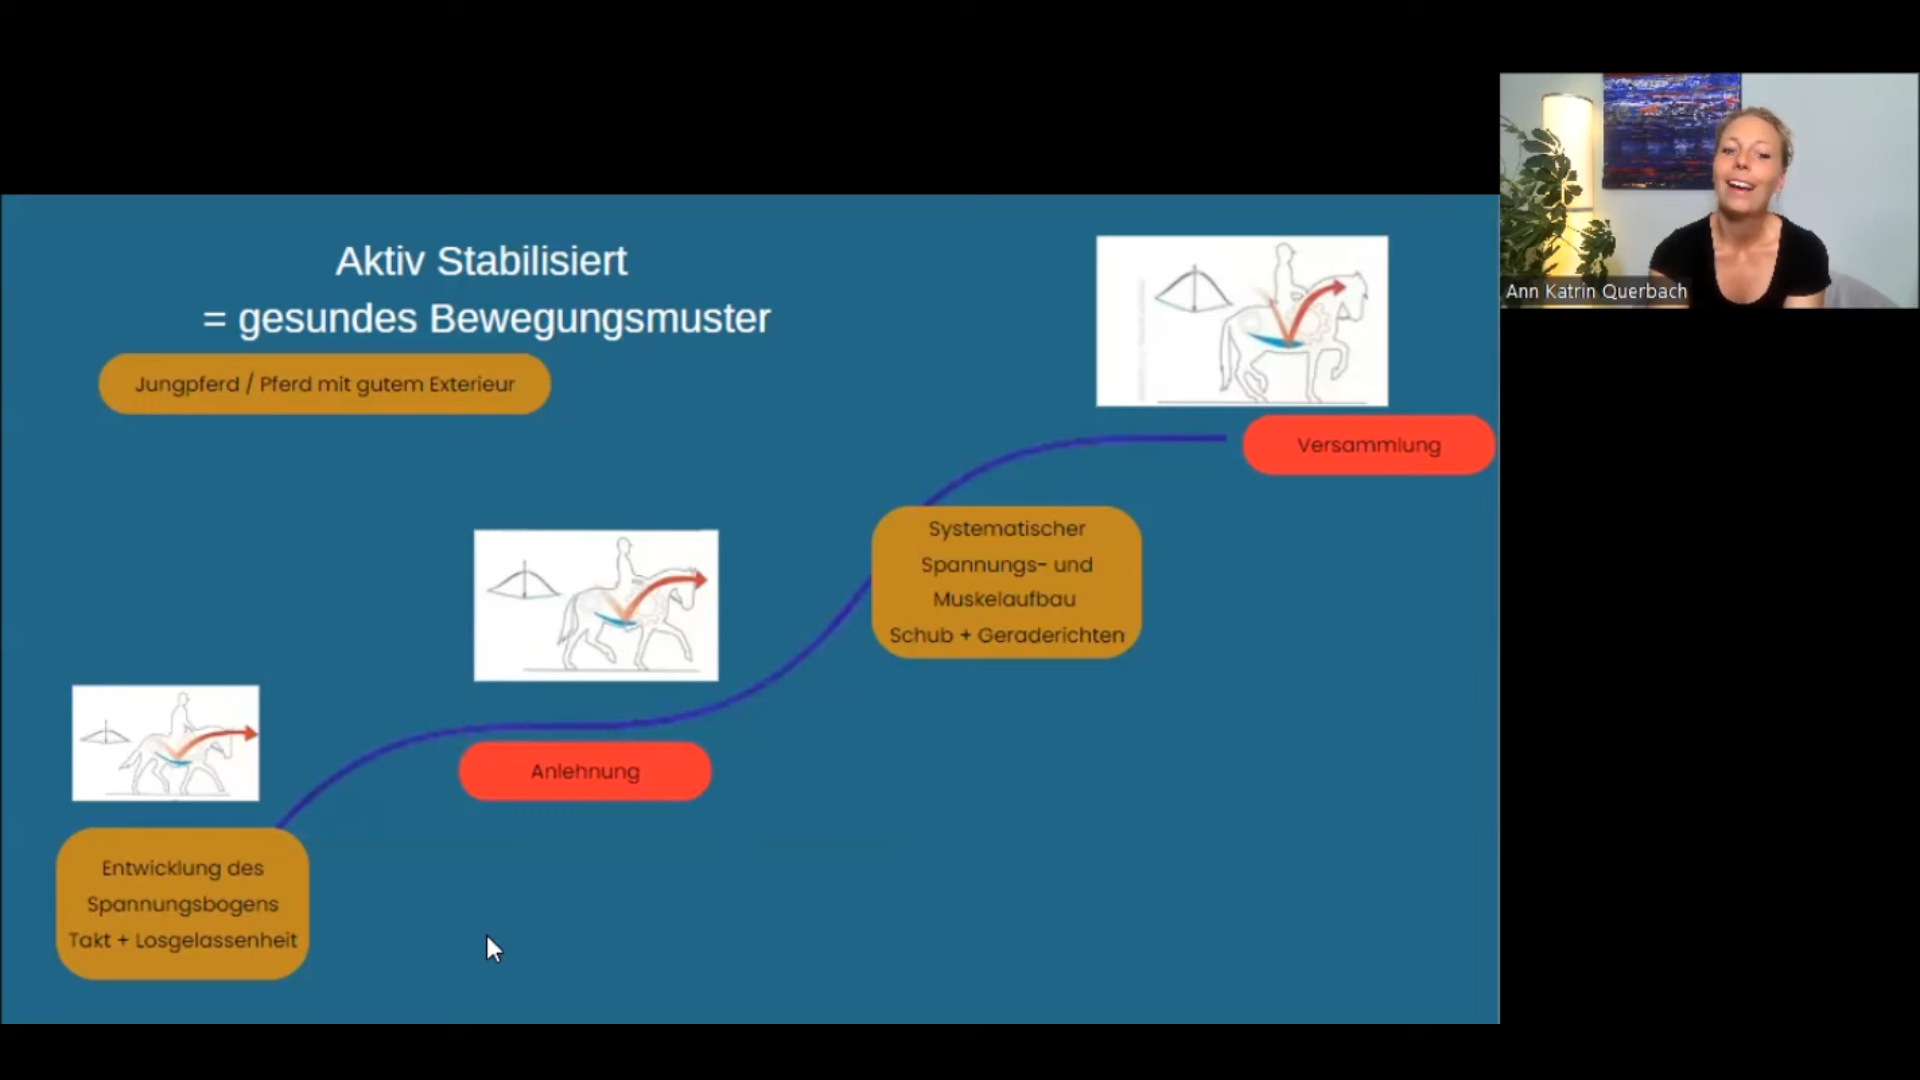 Aktiv Stabilisiert
= gesundes Bewegungsmuster
Jungpferd / Pferd mit gutem Exterieur
Ann Katrin Querbach
Versammlung
Systematischer
Spannungs- und
Muskelaufbau
Schub + Geraderichten
Anlehnung
Entwicklung des
Spannungsbogens
Takt + Losgelassenheit